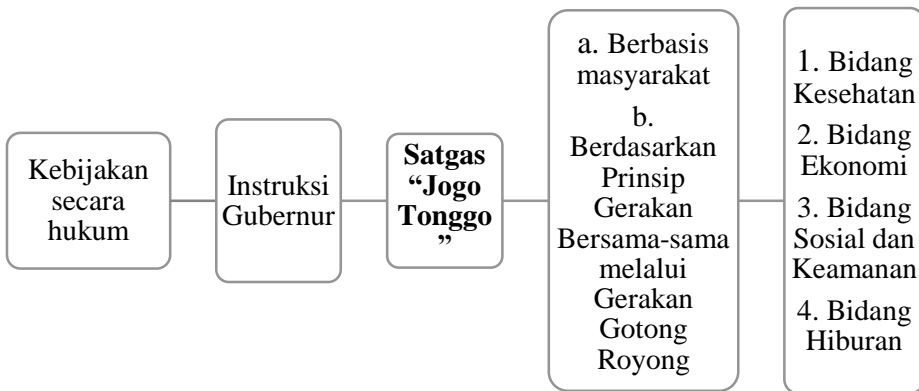 Kebijakan
secara
hukum
Instruksi
Gubernur
Satgas
“Jogo
Tonggo
”
a. Berbasis
masyarakat
b.
Berdasarkan
Prinsip
Gerakan
Bersama-sama
melalui
Gerakan
Gotong
Royong
1. Bidang
Kesehatan
2. Bidang
Ekonomi
3. Bidang
Sosial dan
Keamanan
4. Bidang
Hiburan